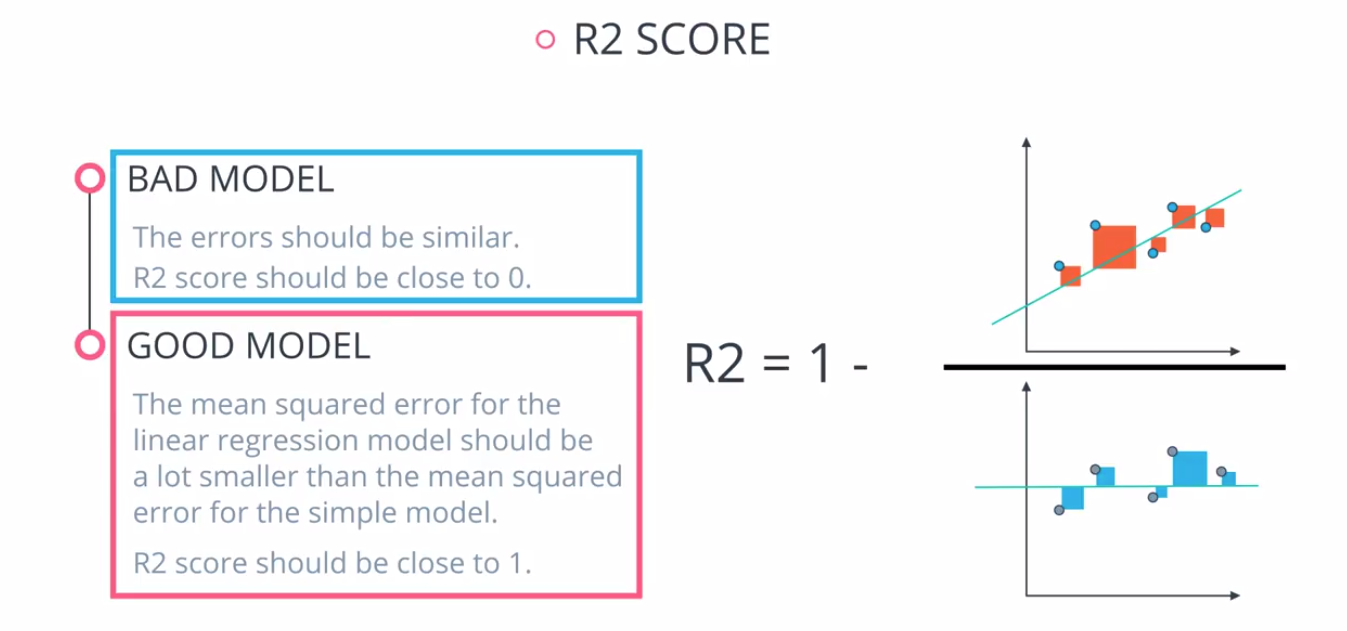 R2 SCORE
BAD MODEL
The errors should be similar.
R2 score should be close to 0.
GOOD MODEL
The mean squared error for the
linear regression model should be
a lot smaller than the mean squared
error for the simple model.
R2 score should be close to 1.
R2 = 1 -